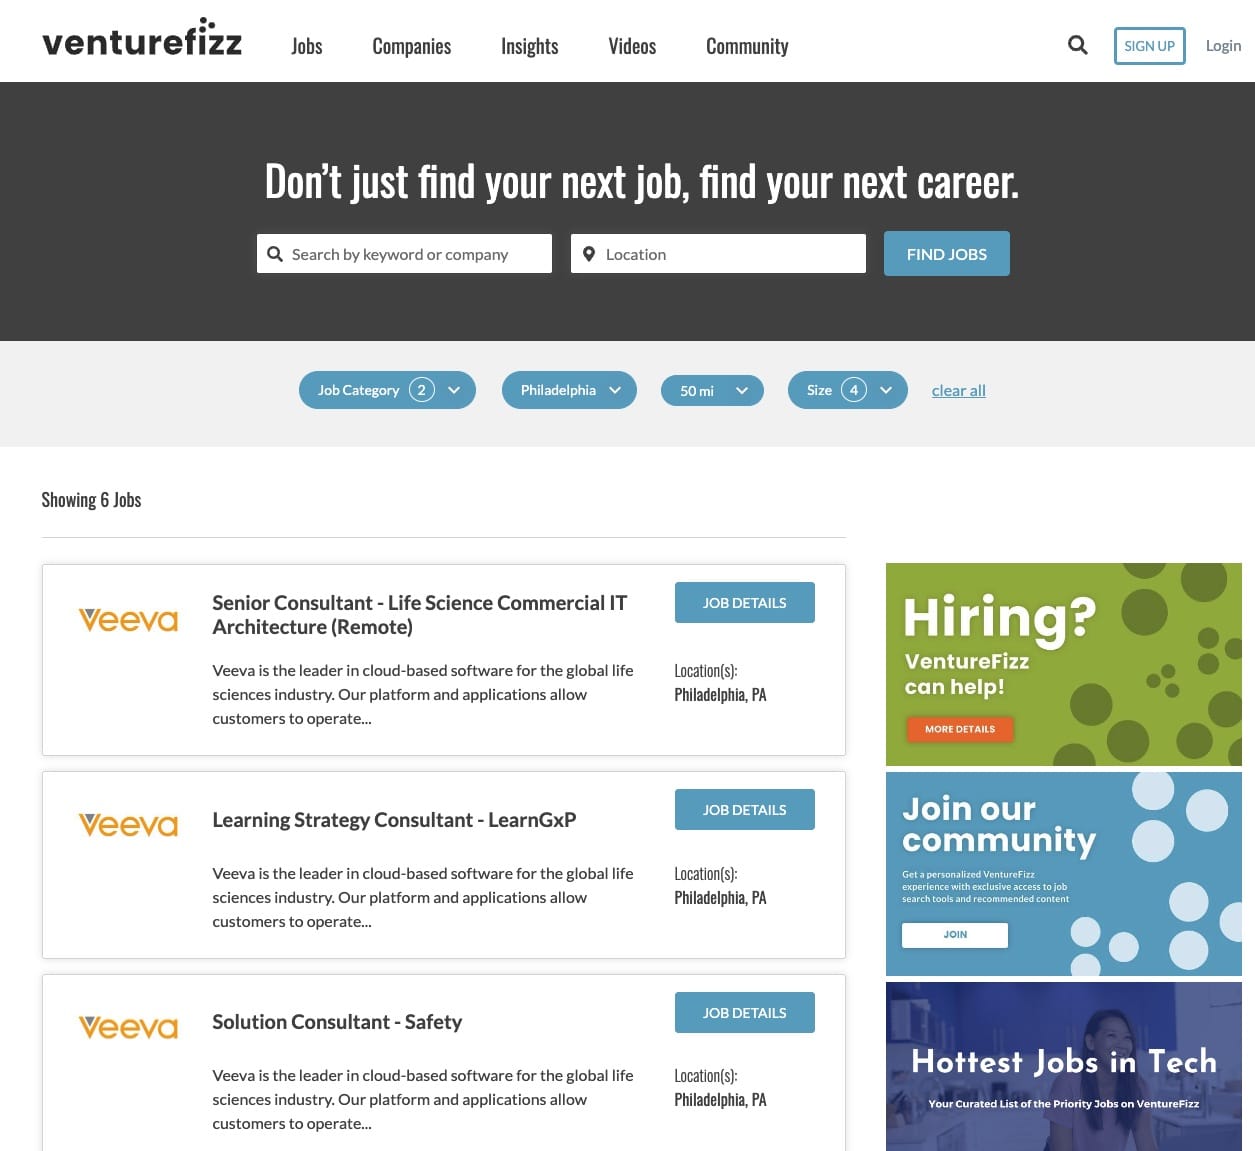 venturefizz
Jobs
Companies
Insights
Videos
Community
SIGN UP
Login
Don’t just find your next job, find your next career.
Search by keyword or company
Location
FIND JOBS
Job Category 2
Philadelphia
50 mi
Size 4
clear all
Showing 6 Jobs
Veeva
Senior Consultant - Life Science Commercial IT
Architecture (Remote)
JOB DETAILS
Veeva is the leader in cloud-based software for the global life
sciences industry. Our platform and applications allow
customers to operate...
Location(s):
Philadelphia, PA
Veeva
Learning Strategy Consultant - LearnGxP
JOB DETAILS
Veeva is the leader in cloud-based software for the global life
sciences industry. Our platform and applications allow
customers to operate...
Location(s):
Philadelphia, PA
Veeva
Solution Consultant - Safety
JOB DETAILS
Veeva is the leader in cloud-based software for the global life
sciences industry. Our platform and applications allow
customers to operate...
Location(s):
Philadelphia, PA
Hiring?
VentureFizz
can help!
MORE DETAILS
Join our
community
Get a personalized VentureFizz
experience with exclusive access to job
search tools and recommended content
JOIN
Hottest Jobs in Tech
Your Curated List of the Priority Jobs on VentureFizz